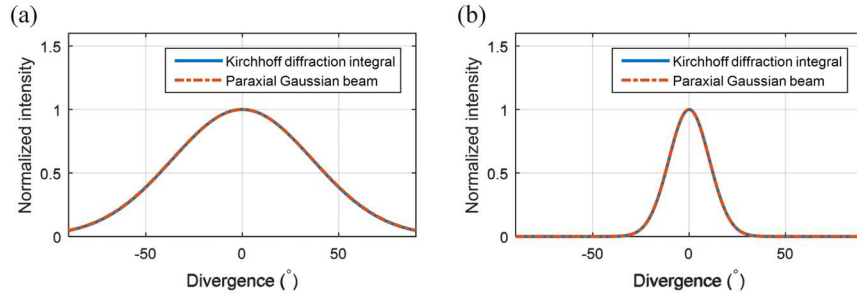 (a)
Normalized intensity
1.5
1
0.5
0
Kirchhoff diffraction integral
Paraxial Gaussian beam
-50
0
50
Divergence (°)
(b)
Normalized intensity
1.5
1
0.5
0
Kirchhoff diffraction integral
Paraxial Gaussian beam
-50
0
50
Divergence (°)